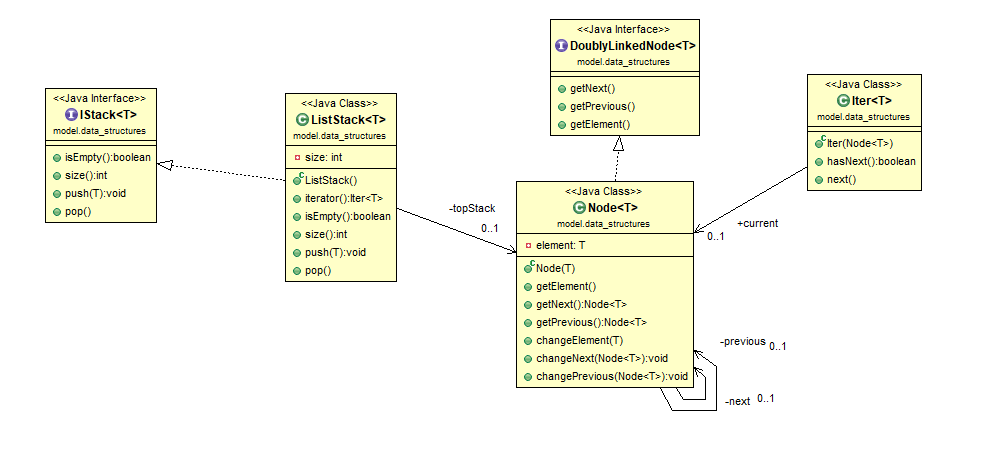 <<Java Interface>>
IStack<T>
model.data_structures
isEmpty():boolean
size():int
push(T):void
pop()
<<Java Class>>
ListStack<T>
model.data_structures
size: int
ListStack()
iterator():Iter<T>
isEmpty():boolean
size():int
push(T):void
pop()
<<Java Interface>>
DoublyLinkedNode<T>
model.data_structures
getNext()
getPrevious()
getElement()
<<Java Class>>
Iter<T>
model.data_structures
Iter(Node<T>)
hasNext():boolean
next()
-topStack
0..1
+current
0..1
<<Java Class>>
Node<T>
model.data_structures
element: T
Node(T)
getElement()
getNext():Node<T>
getPrevious():Node<T>
changeElement(T)
changeNext(Node<T>):void
changePrevious(Node<T>):void
-previous
0..1
-next
0..1